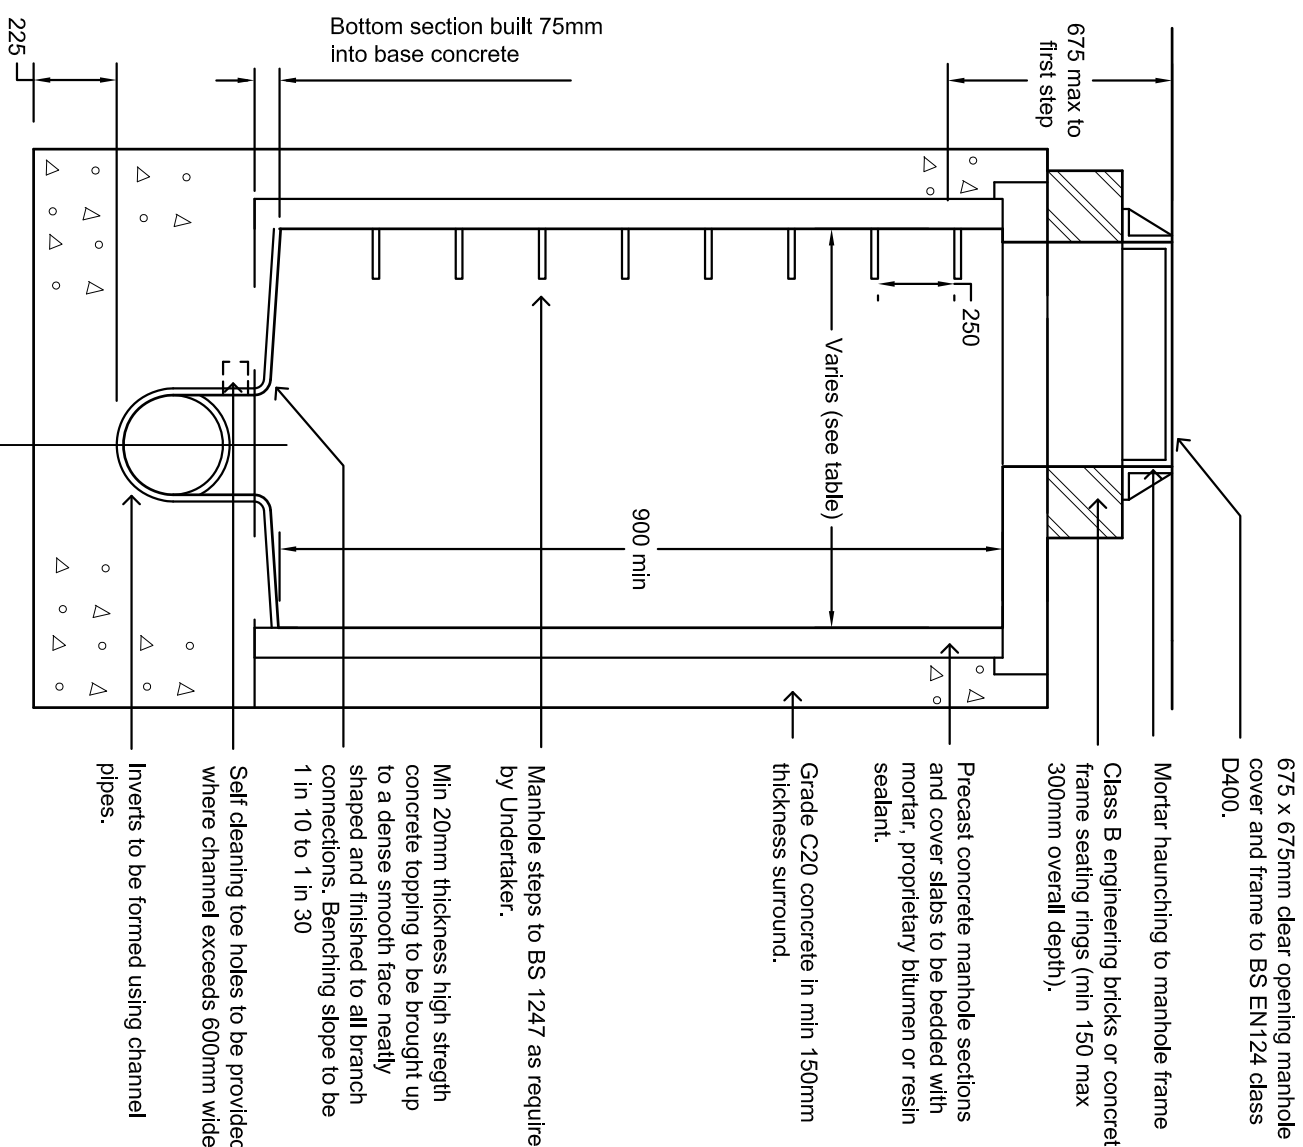 Bottom section built 75mm
into base concrete
225
675 max to
first step
250
Varies (see table)
900 min
675 x 675mm clear opening manhole
cover and frame to BS EN124 class
D400.
Mortar haunching to manhole frame
Class B engineering bricks or concret
frame seating rings (min 150 max
300mm overall depth).
Precast concrete manhole sections
and cover slabs to be bedded with
mortar, proprietary bitumen or resin
sealant.
Grade C20 concrete in min 150mm
thickness surround.
Manhole steps to BS 1247 as require
by Undertaker.
Min 20mm thickness high stregth
concrete topping to be brought up
to a dense smooth face neatly
shaped and finished to all branch
connections. Benching slope to be
1 in 10 to 1 in 30
Self cleaning toe holes to be provided
where channel exceeds 600mm wide
Inverts to be formed using channel
pipes.